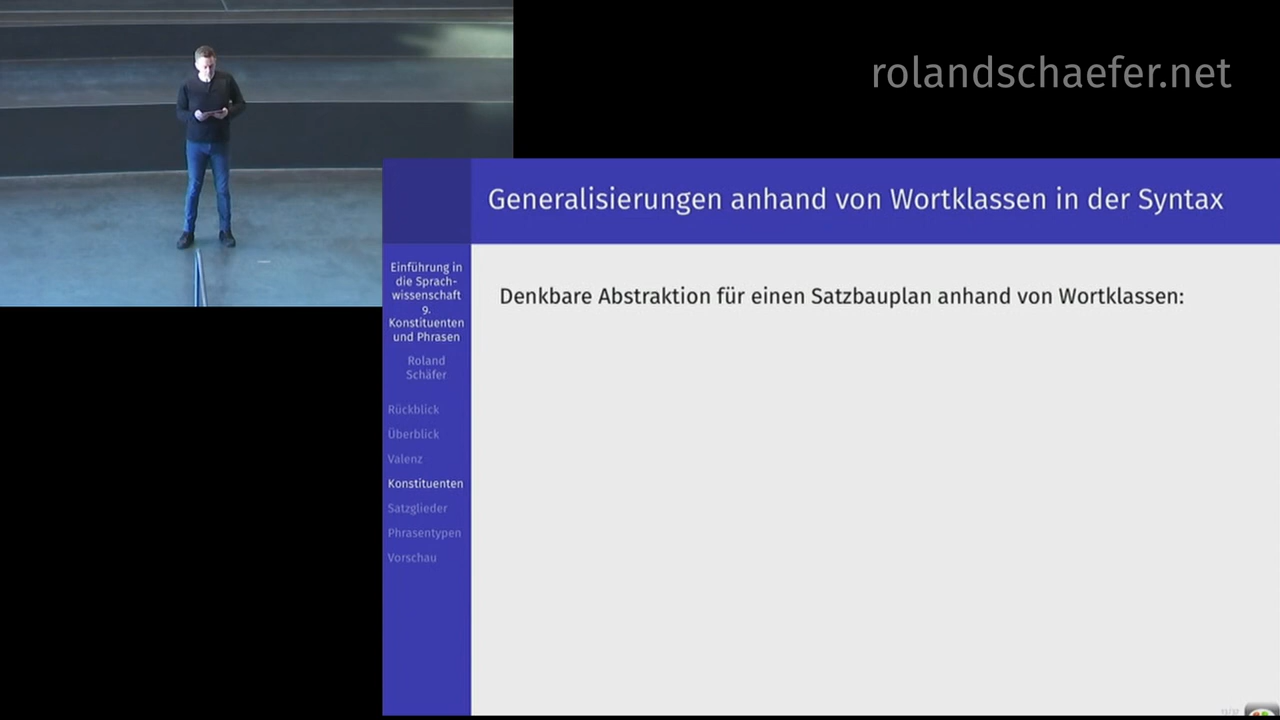 rolandschaefer.net
Generalisierungen anhand von Wortklassen in der Syntax
Einführung in
die Sprach-
wissenschaft
9.
Konstituenten
und Phrasen
Roland
Schäfer
Rückblick
Überblick
Valenz
Konstituenten
Satzglieder
Phrasentypen
Vorschau
Denkbare Abstraktion für einen Satzbauplan anhand von Wortklassen: